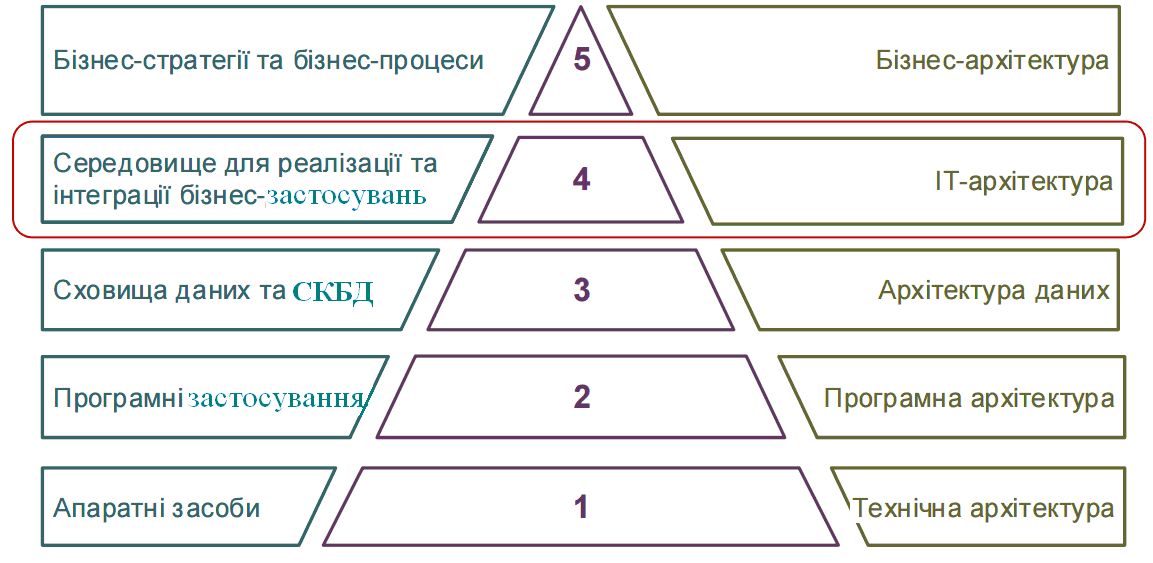 Бізнес-стратегії та бізнес-процеси
5
Бізнес-архітектура
Середовище для реалізації та
інтеграції бізнес-застосувань
4
ІТ-архітектура
Сховища даних та СКБД
3
Архітектура даних
Програмні застосування
2
Програмна архітектура
Апаратні засоби
1
Технічна архітектура